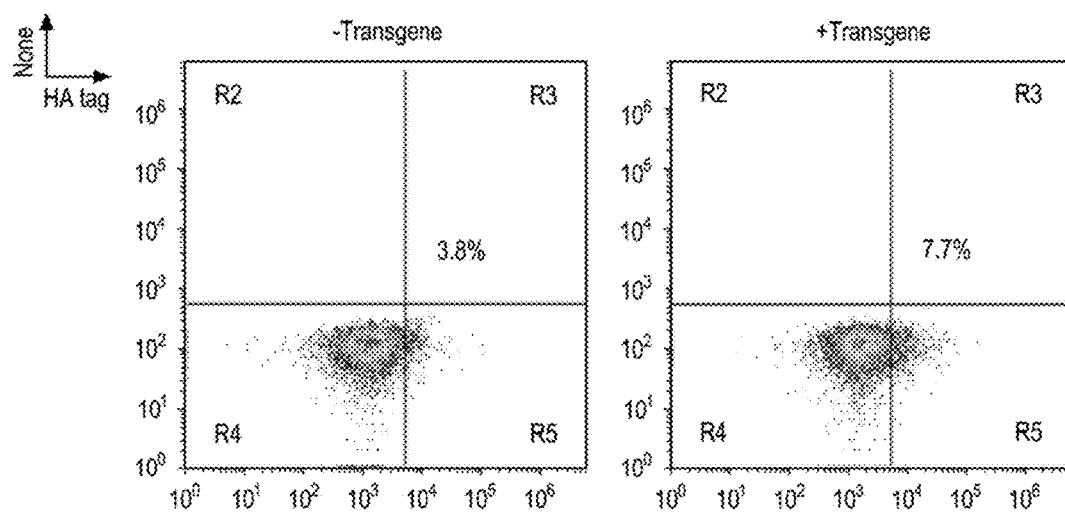 None
HA tag
-Transgene
+Transgene
R2 R3
R2 R3
10⁶
10⁵
10⁴
10³
10²
10¹
10⁰
3.8%
R4 R5
10⁰ 10¹ 10² 10³ 10⁴ 10⁵ 10⁶
10⁶
10⁵
10⁴
10³
10²
10¹
10⁰
7.7%
R4 R5
10⁰ 10¹ 10² 10³ 10⁴ 10⁵ 10⁶